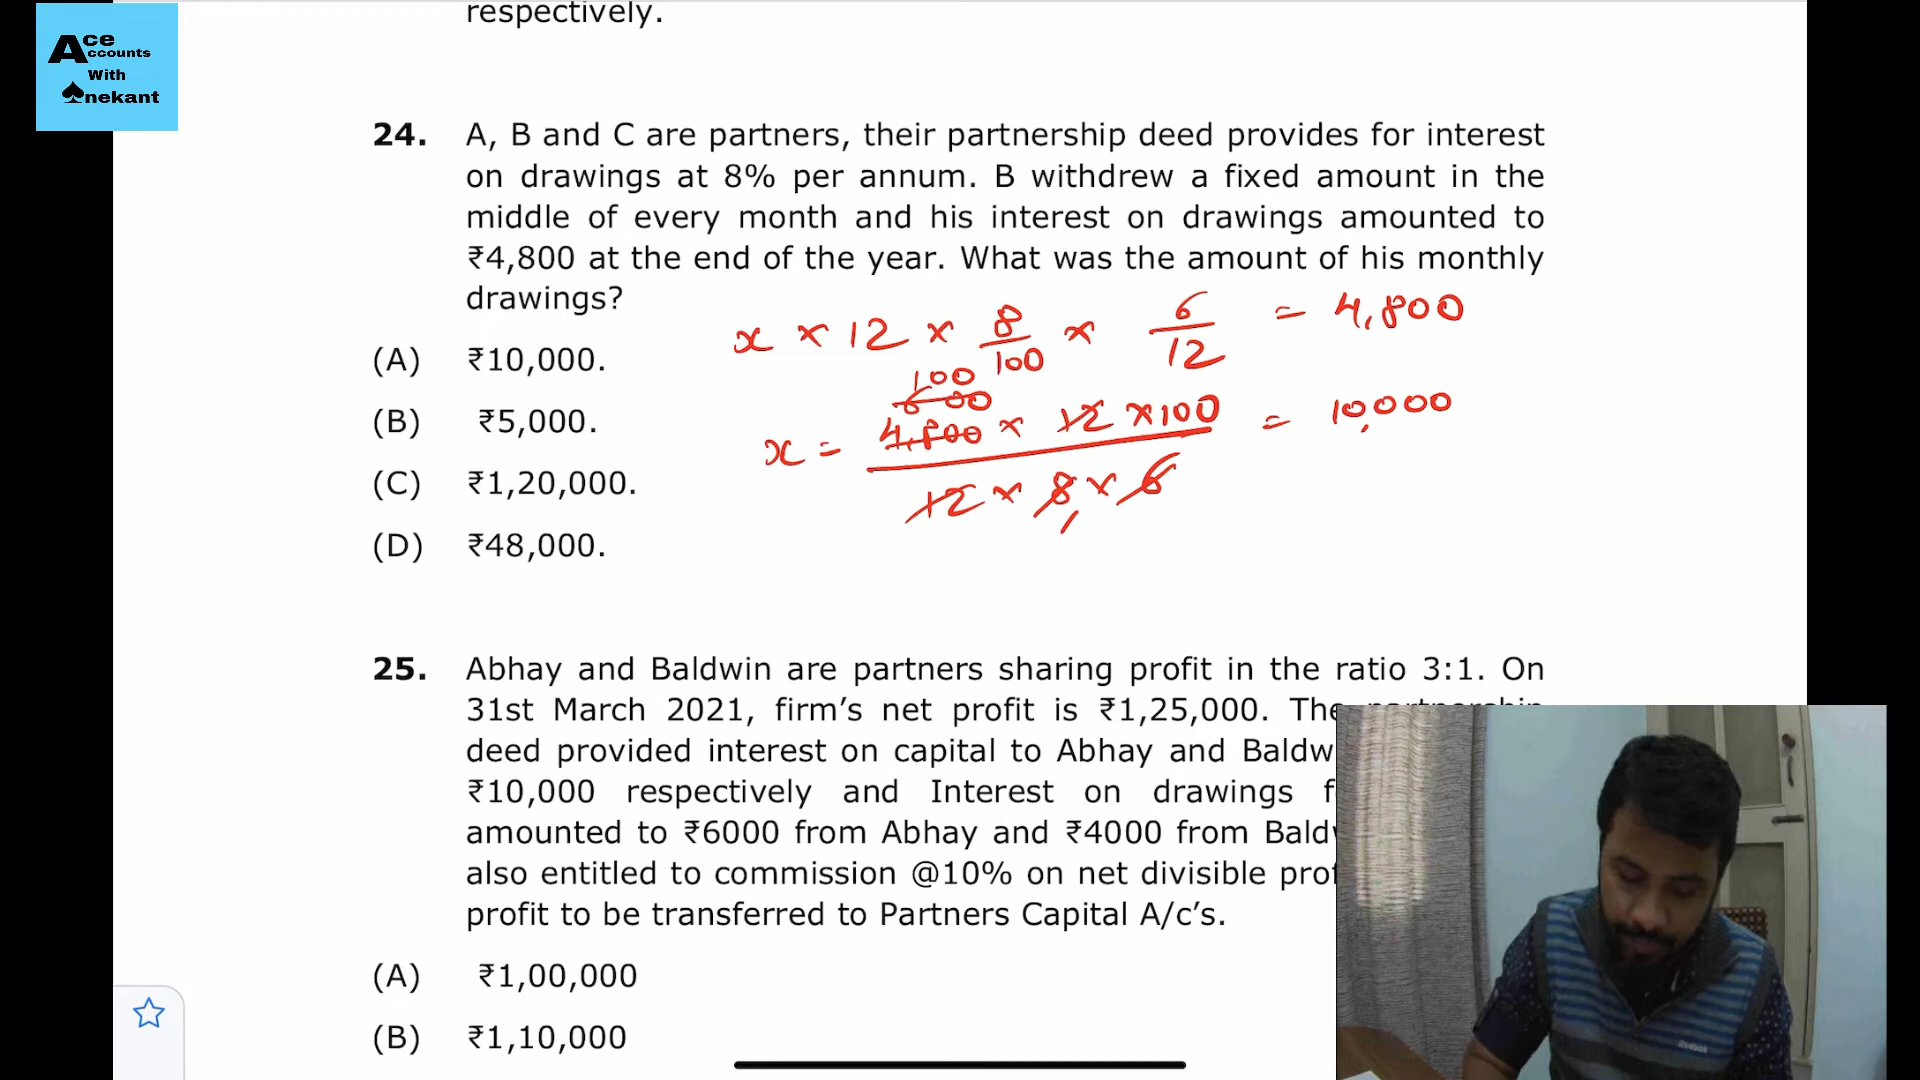 respectively.
Ace
Accounts
With
Anekant
24. A, B and C are partners, their partnership deed provides for interest
on drawings at 8% per annum. B withdrew a fixed amount in the
middle of every month and his interest on drawings amounted to
₹4,800 at the end of the year. What was the amount of his monthly
drawings?
x × 12 × 8/100 × 6/12 = 4,800
(A) ₹10,000.
100
600
(B) ₹5,000.
x = 4,800 × 12 × 100 / 12 × 8 × 6 = 10,000
1
(C) ₹1,20,000.
(D) ₹48,000.
25. Abhay and Baldwin are partners sharing profit in the ratio 3:1. On
31st March 2021, firm’s net profit is ₹1,25,000. The partnership
deed provided interest on capital to Abhay and Baldw
₹10,000 respectively and Interest on drawings f
amounted to ₹6000 from Abhay and ₹4000 from Bald
also entitled to commission @10% on net divisible prof
profit to be transferred to Partners Capital A/c’s.
(A) ₹1,00,000
(B) ₹1,10,000
Reebok